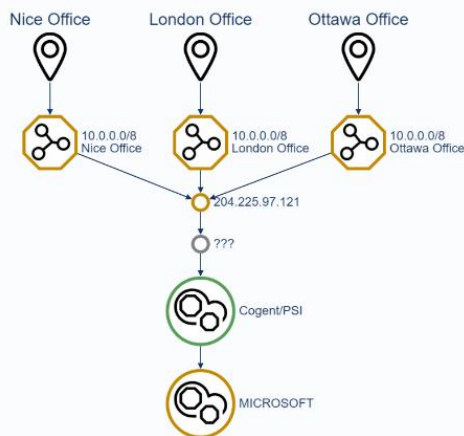 Nice Office
London Office
Ottawa Office
10.0.0.0/8
Nice Office
10.0.0.0/8
London Office
10.0.0.0/8
Ottawa Office
204.225.97.121
???
Cogent/PSI
MICROSOFT